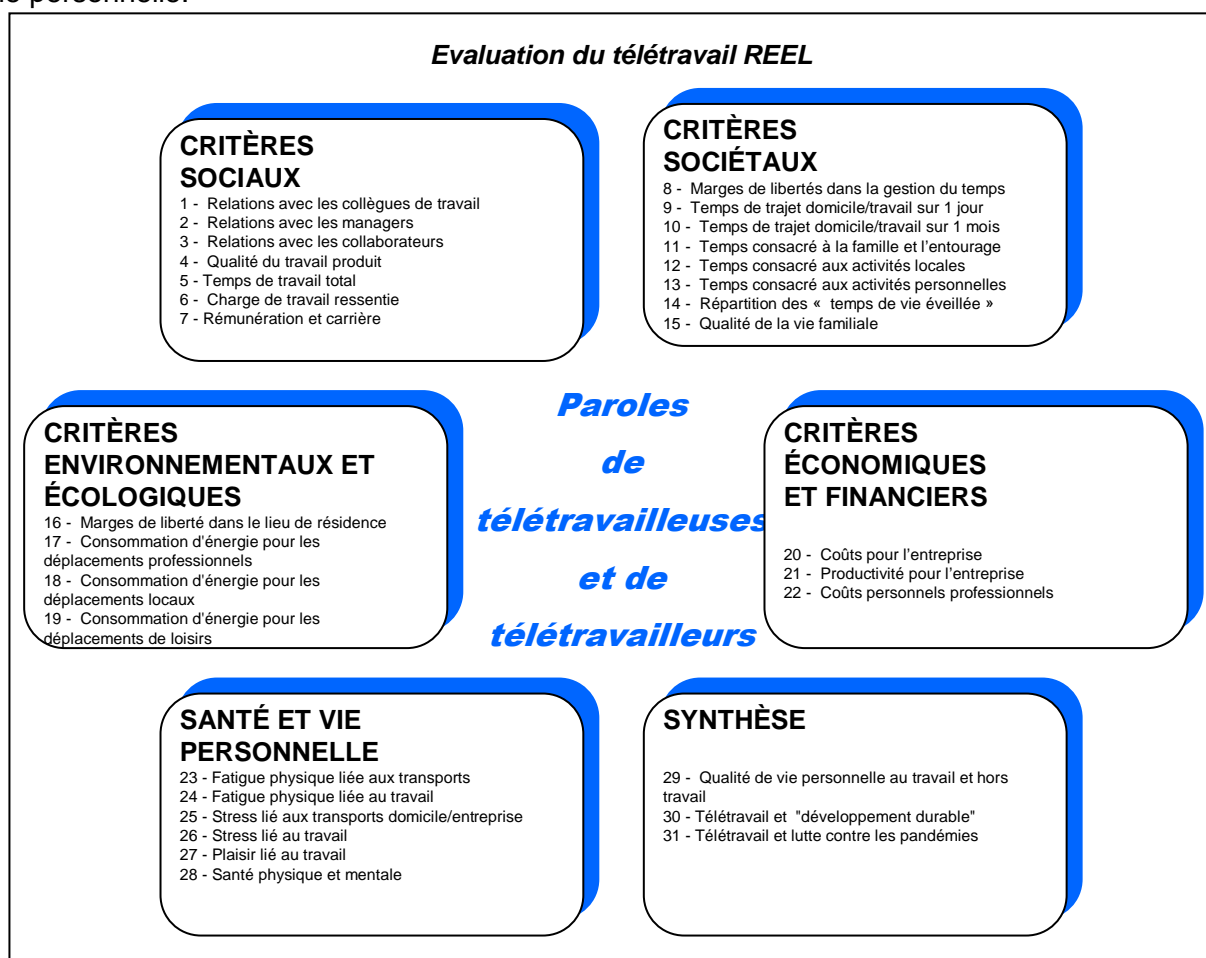 personnelle.
Evaluation du télétravail REEL
CRITÈRES
SOCIAUX
1 - Relations avec les collègues de travail
2 - Relations avec les managers
3 - Relations avec les collaborateurs
4 - Qualité du travail produit
5 - Temps de travail total
6 - Charge de travail ressentie
7 - Rémunération et carrière
CRITÈRES
SOCIÉTAUX
8 - Marges de libertés dans la gestion du temps
9 - Temps de trajet domicile/travail sur 1 jour
10 - Temps de trajet domicile/travail sur 1 mois
11 - Temps consacré à la famille et l'entourage
12 - Temps consacré aux activités locales
13 - Temps consacré aux activités personnelles
14 - Répartition des « temps de vie éveillée »
15 - Qualité de la vie familiale
CRITÈRES
ENVIRONNEMENTAUX ET
ÉCOLOGIQUES
16 - Marges de liberté dans le lieu de résidence
17 - Consommation d'énergie pour les
déplacements professionnels
18 - Consommation d'énergie pour les
déplacements locaux
19 - Consommation d'énergie pour les
déplacements de loisirs
Paroles
de
télétravailleuses
et de
télétravailleurs
CRITÈRES
ÉCONOMIQUES
ET FINANCIERS
20 - Coûts pour l'entreprise
21 - Productivité pour l'entreprise
22 - Coûts personnels professionnels
SANTÉ ET VIE
PERSONNELLE
23 - Fatigue physique liée aux transports
24 - Fatigue physique liée au travail
25 - Stress lié aux transports domicile/entreprise
26 - Stress lié au travail
27 - Plaisir lié au travail
28 - Santé physique et mentale
SYNTHÈSE
29 - Qualité de vie personnelle au travail et hors
travail
30 - Télétravail et "développement durable"
31 - Télétravail et lutte contre les pandémies